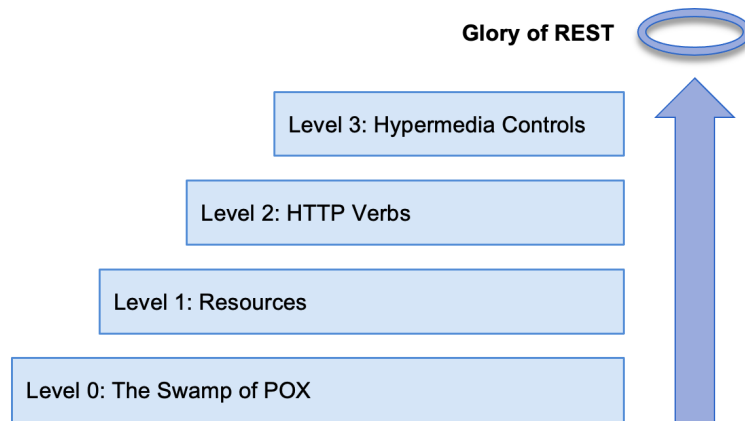 Glory of REST
Level 3: Hypermedia Controls
Level 2: HTTP Verbs
Level 1: Resources
Level 0: The Swamp of POX